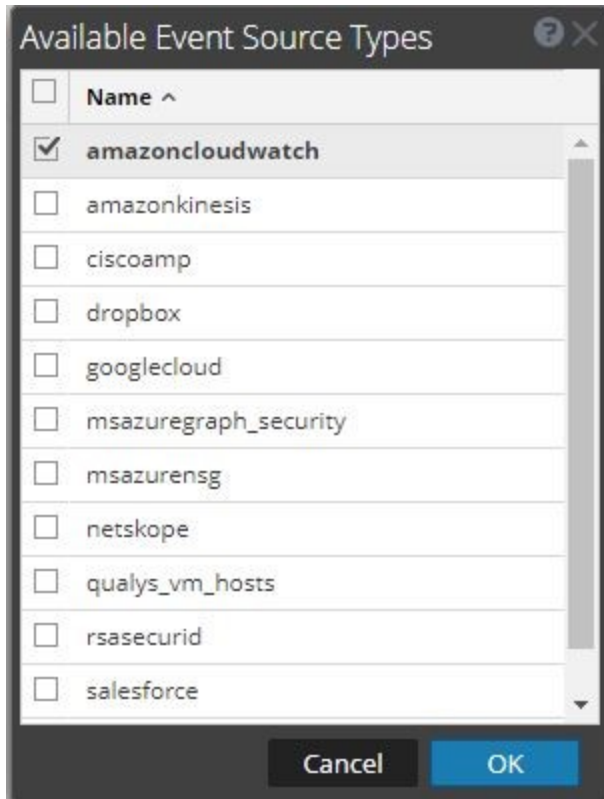 Available Event Source Types
Name
amazoncloudwatch
amazonkinesis
ciscoamp
dropbox
googlecloud
msazuregraph_security
msazurensg
netskope
qualys_vm_hosts
rsasecurid
salesforce
Cancel OK